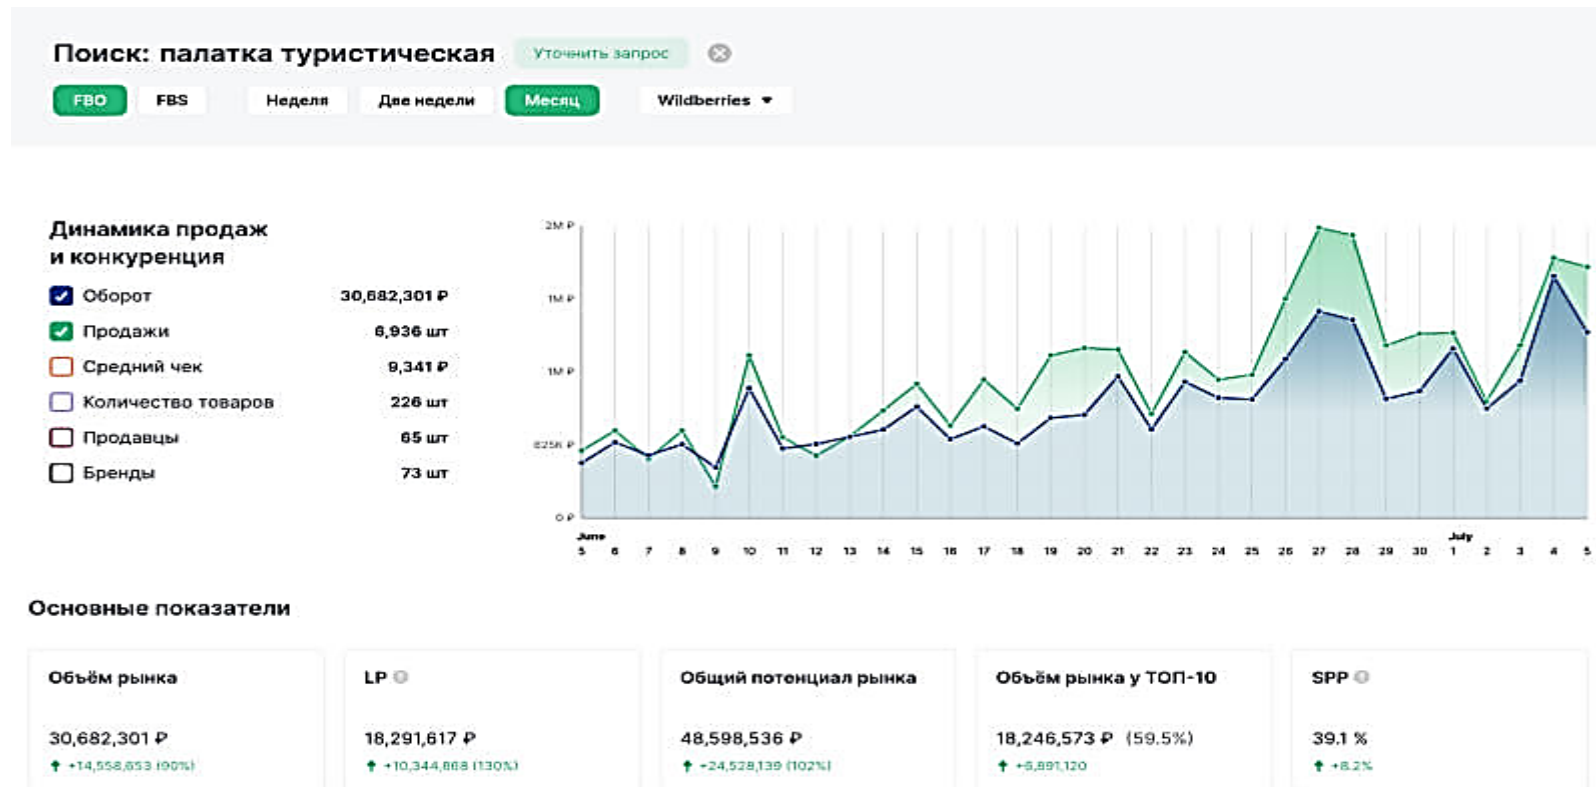 Поиск: палатка туристическая
Уточнить запрос
FBO
FBS
Неделя
Две недели
Месяц
Wildberries
Динамика продаж
и конкуренция
Оборот 30,682,301 ₽
Продажи 6,936 шт
Средний чек 9,341 ₽
Количество товаров 226 шт
Продавцы 65 шт
Бренды 73 шт
2M ₽
1M ₽
1M ₽
625K ₽
0 ₽
June July
5 6 7 8 9 10 11 12 13 14 15 16 17 18 19 20 21 22 23 24 25 26 27 28 29 30 1 2 3 4 5
Основные показатели
Объём рынка
30,682,301 ₽
+14,558,653 (90%)
LP
18,291,617 ₽
+10,344,868 (130%)
Общий потенциал рынка
48,598,536 ₽
+24,528,139 (102%)
Объём рынка у ТОП-10
18,246,573 ₽ (59.5%)
+6,891,120
SPP
39.1 %
+8.2%